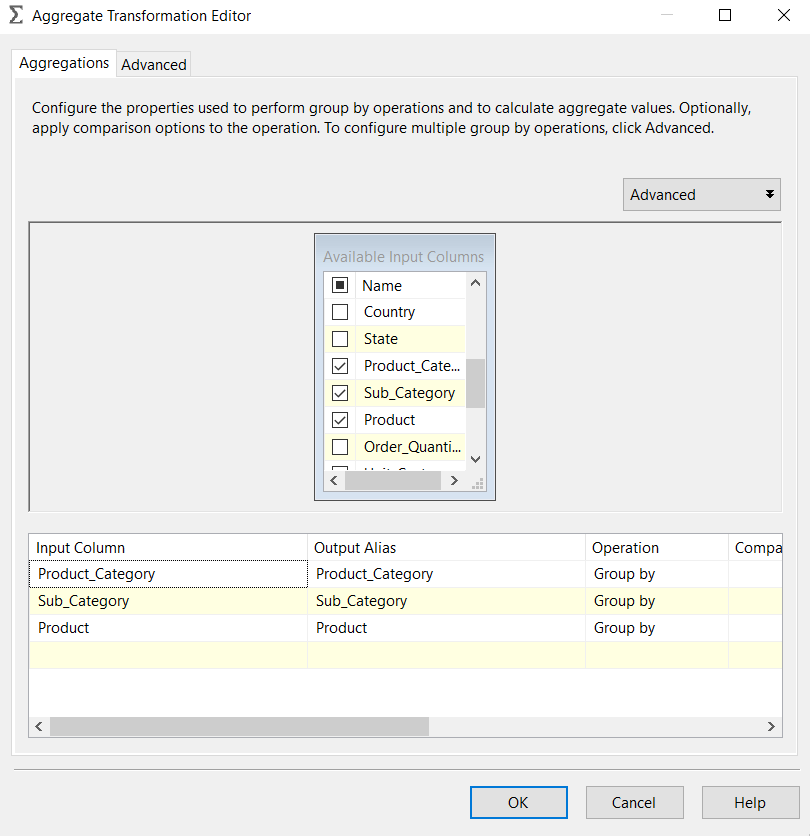 Aggregate Transformation Editor
Aggregations Advanced
Configure the properties used to perform group by operations and to calculate aggregate values. Optionally,
apply comparison options to the operation. To configure multiple group by operations, click Advanced.
Advanced
Available Input Columns
Name
Country
State
Product_Cate...
Sub_Category
Product
Order_Quanti...
Input Column Output Alias Operation Compa
Product_Category Product_Category Group by
Sub_Category Sub_Category Group by
Product Product Group by
OK Cancel Help